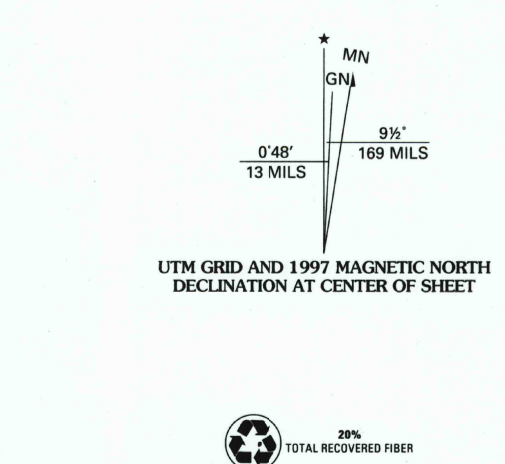 ★
MN
GN
9½°
169 MILS
0°48′
13 MILS
UTM GRID AND 1997 MAGNETIC NORTH
DECLINATION AT CENTER OF SHEET
20%
TOTAL RECOVERED FIBER